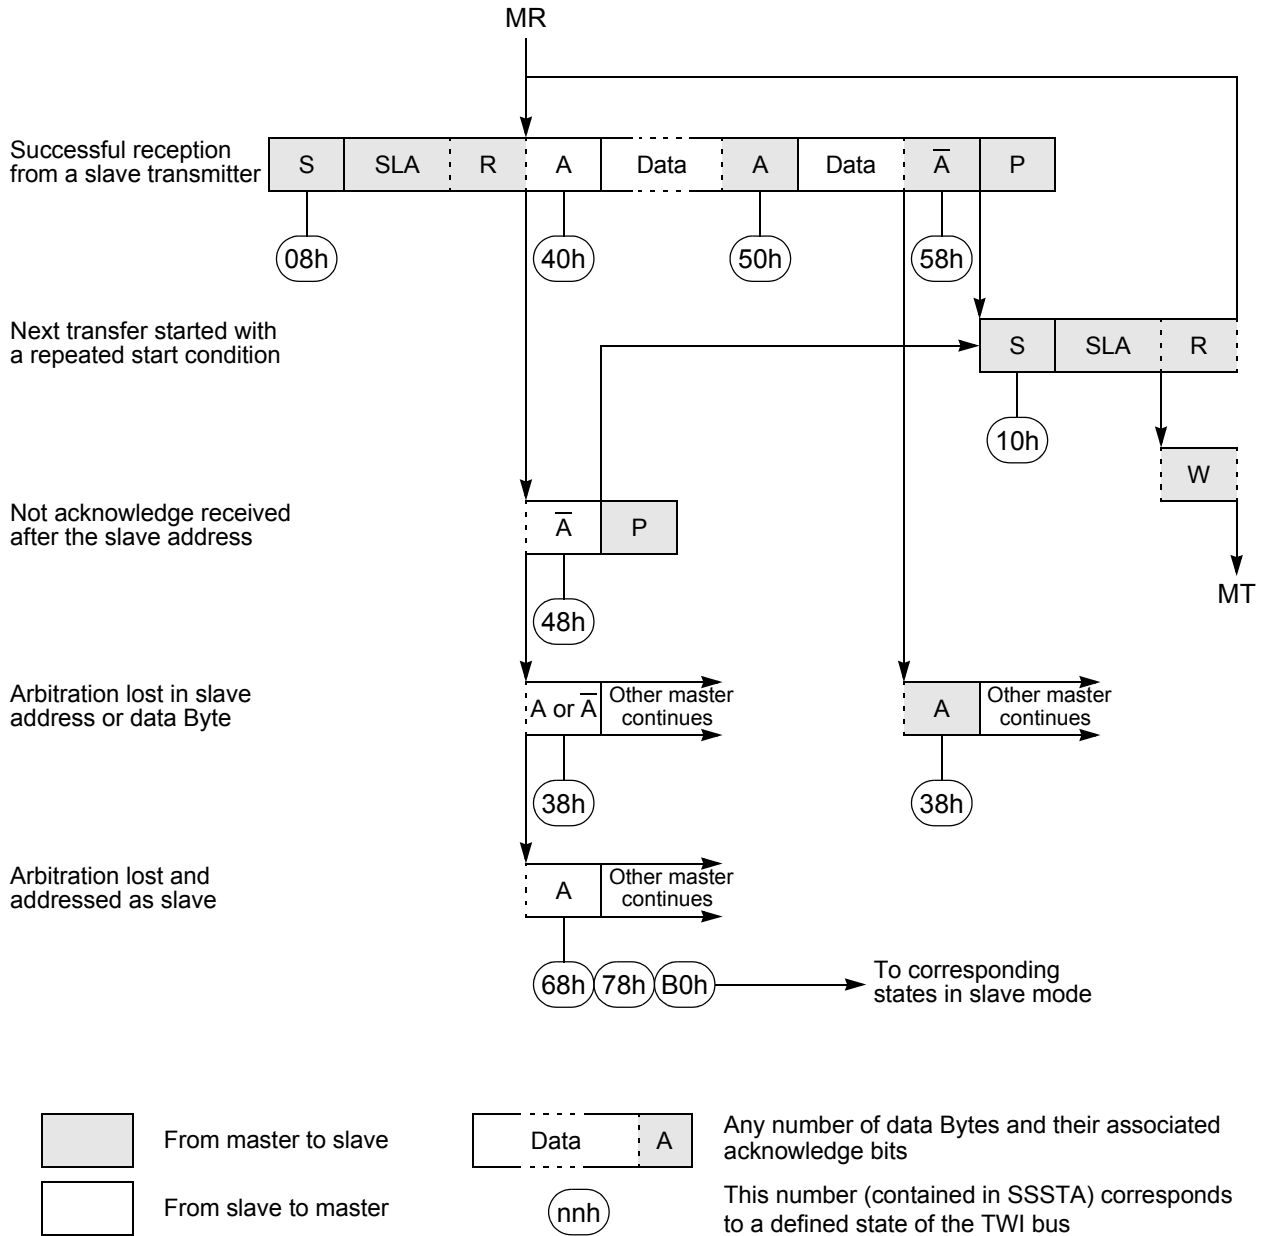 MR
Successful reception
from a slave transmitter
S SLA R A Data A Data A̅ P
08h 40h 50h 58h
Next transfer started with
a repeated start condition
S SLA R
10h
W
MT
Not acknowledge received
after the slave address
A̅ P
48h
Arbitration lost in slave
address or data Byte
A or A̅
Other master
continues
A
Other master
continues
38h 38h
Arbitration lost and
addressed as slave
A
Other master
continues
68h 78h B0h
To corresponding
states in slave mode
From master to slave
Data A
Any number of data Bytes and their associated
acknowledge bits
From slave to master
nnh
This number (contained in SSSTA) corresponds
to a defined state of the TWI bus